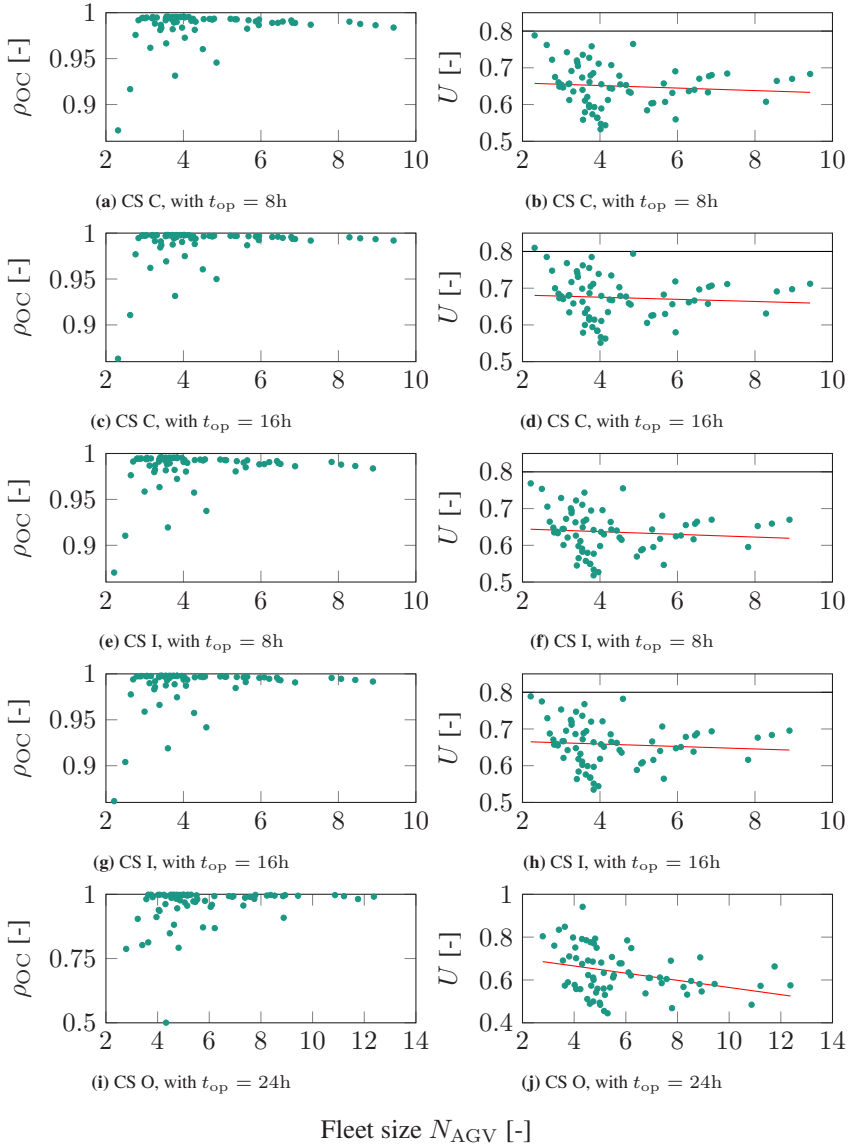 1
0.95
0.9
2 4 6 8 10
ρOC [-]
(a) CS C, with top = 8h
0.8
0.7
0.6
0.5
2 4 6 8 10
U [-]
(b) CS C, with top = 8h
1
0.95
0.9
2 4 6 8 10
ρOC [-]
(c) CS C, with top = 16h
0.8
0.7
0.6
0.5
2 4 6 8 10
U [-]
(d) CS C, with top = 16h
1
0.95
0.9
2 4 6 8 10
ρOC [-]
(e) CS I, with top = 8h
0.8
0.7
0.6
0.5
2 4 6 8 10
U [-]
(f) CS I, with top = 8h
1
0.95
0.9
2 4 6 8 10
ρOC [-]
(g) CS I, with top = 16h
0.8
0.7
0.6
0.5
2 4 6 8 10
U [-]
(h) CS I, with top = 16h
1
0.75
0.5
2 4 6 8 10 12 14
ρOC [-]
(i) CS O, with top = 24h
1
0.8
0.6
0.4
2 4 6 8 10 12 14
U [-]
(j) CS O, with top = 24h
Fleet size NAGV [-]